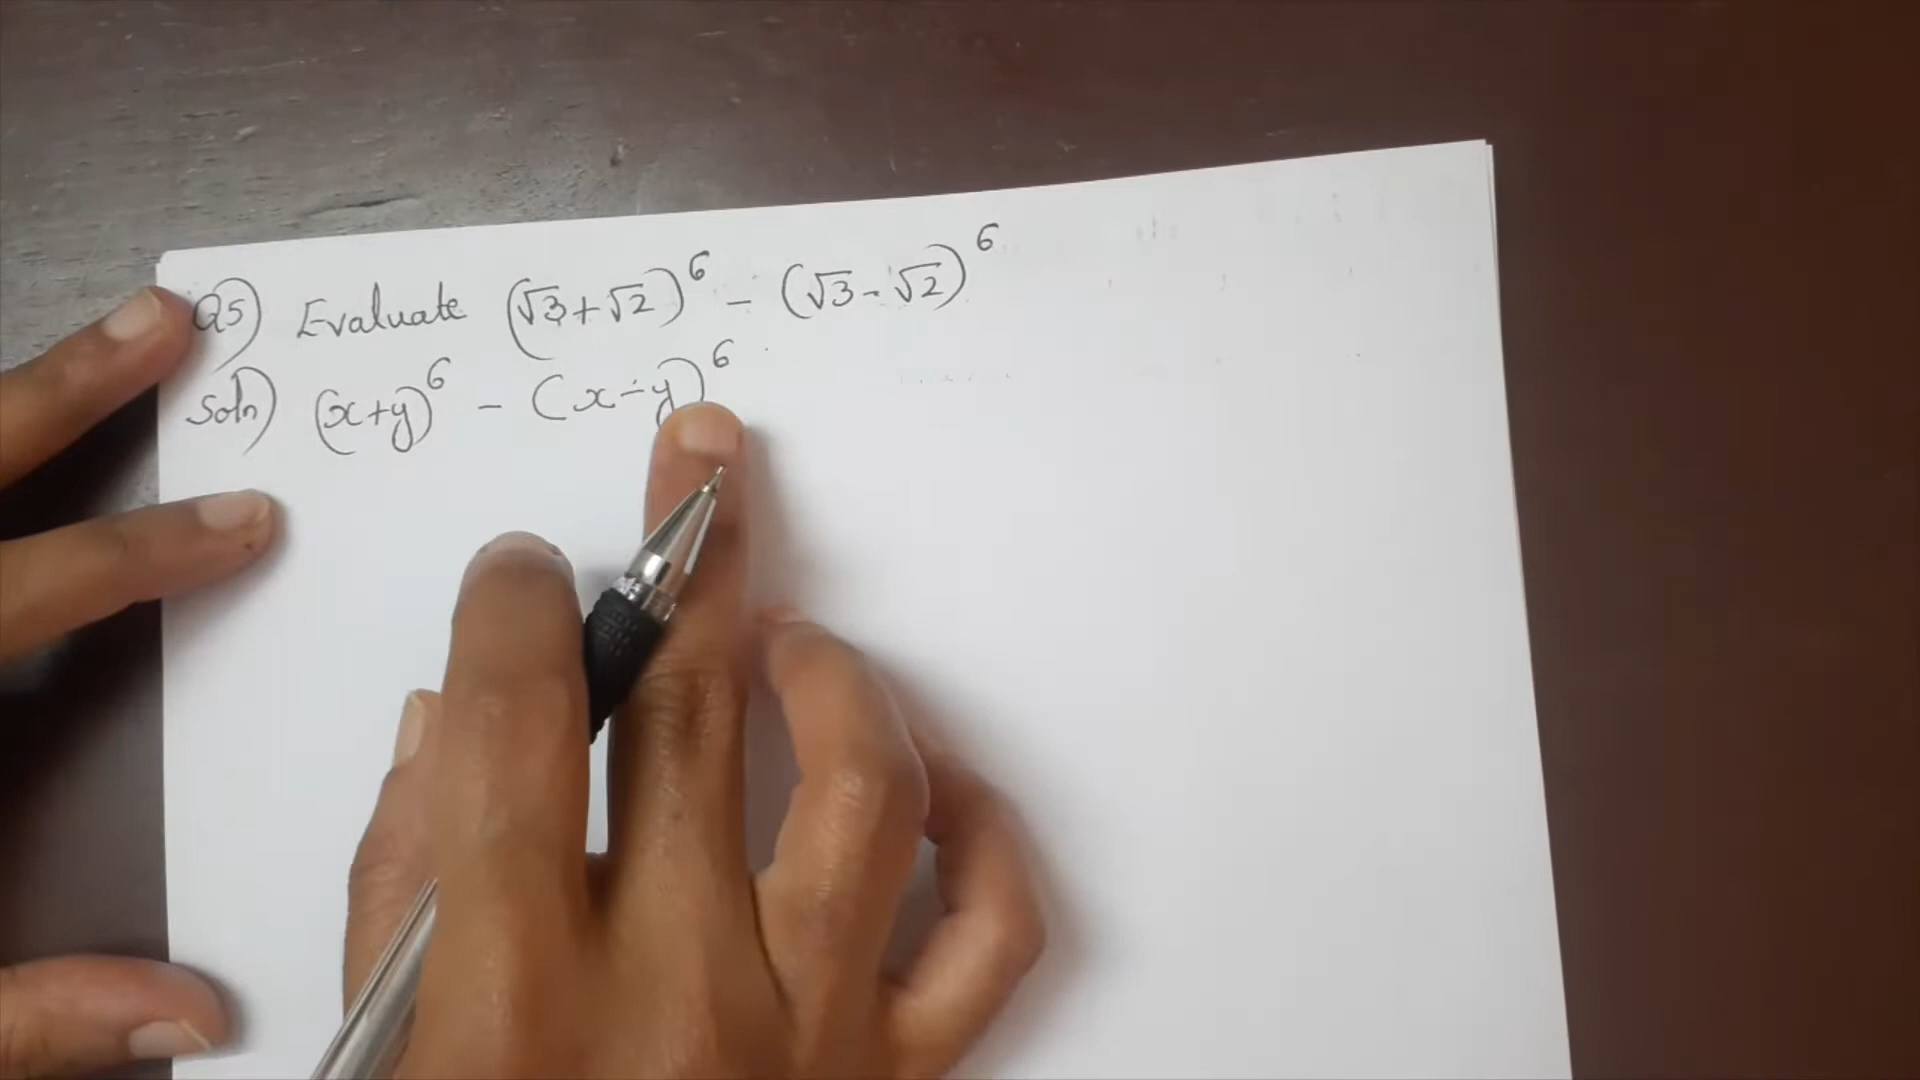 Q5) Evaluate (√3+√2)⁶ - (√3-√2)⁶
Soln) (x+y)⁶ - (x-y)⁶